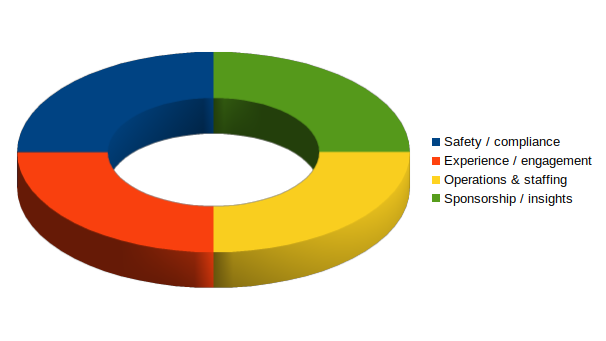 Safety / compliance
Experience / engagement
Operations & staffing
Sponsorship / insights